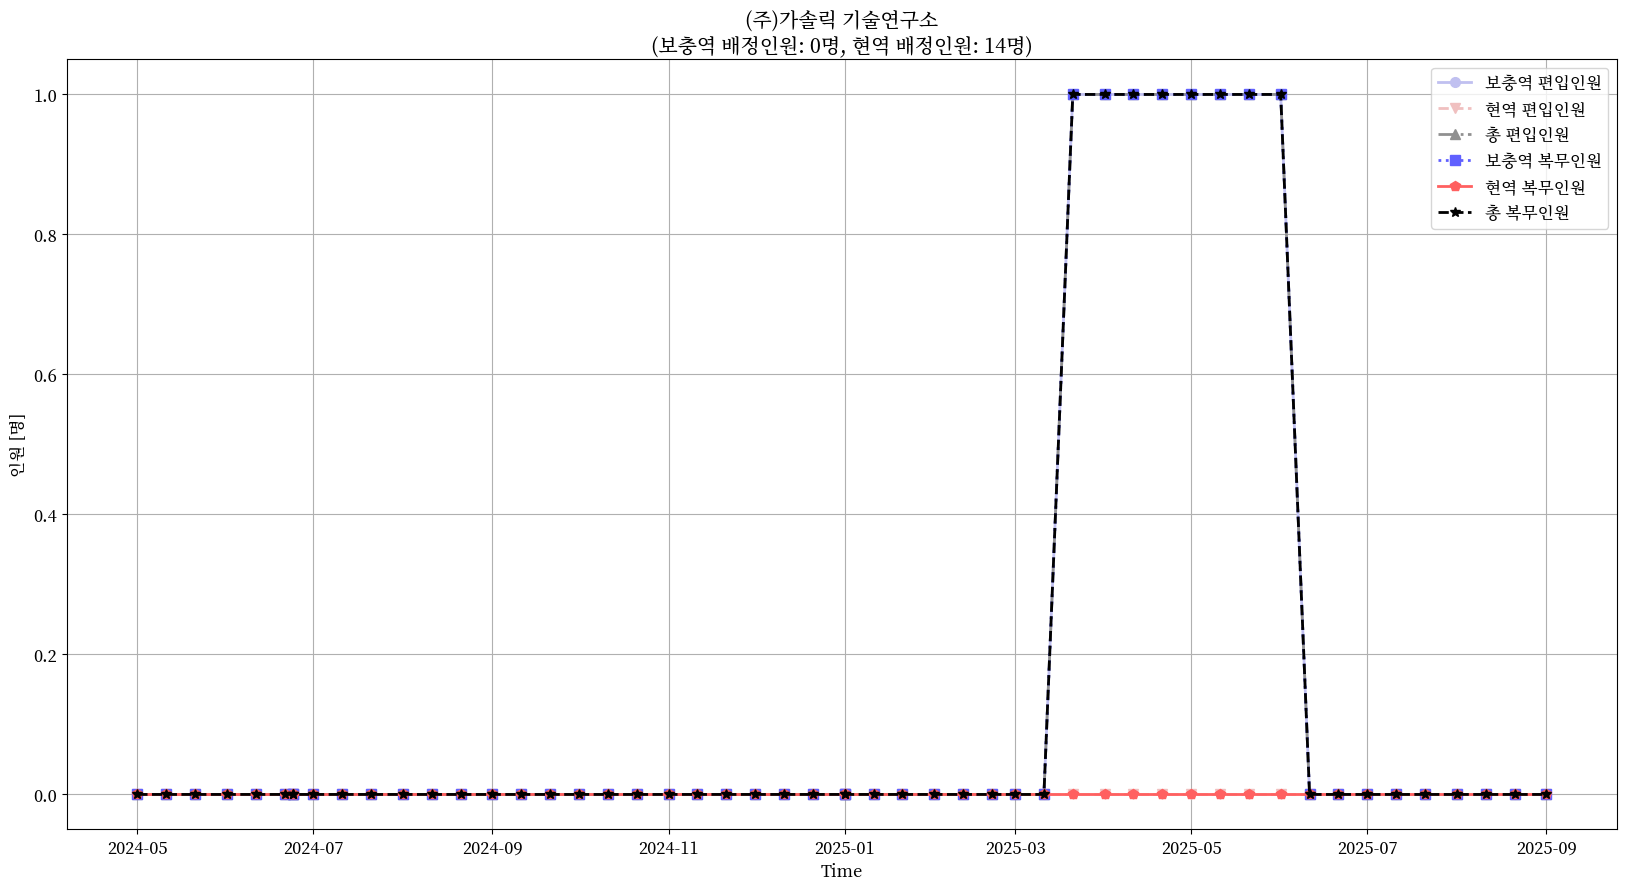 (주)가솔릭 기술연구소
(보충역 배정인원: 0명, 현역 배정인원: 14명)
보충역 편입인원
현역 편입인원
총 편입인원
보충역 복무인원
현역 복무인원
총 복무인원
인원 [명]
1.0
0.8
0.6
0.4
0.2
0.0
2024-05
2024-07
2024-09
2024-11
2025-01
2025-03
2025-05
2025-07
2025-09
Time